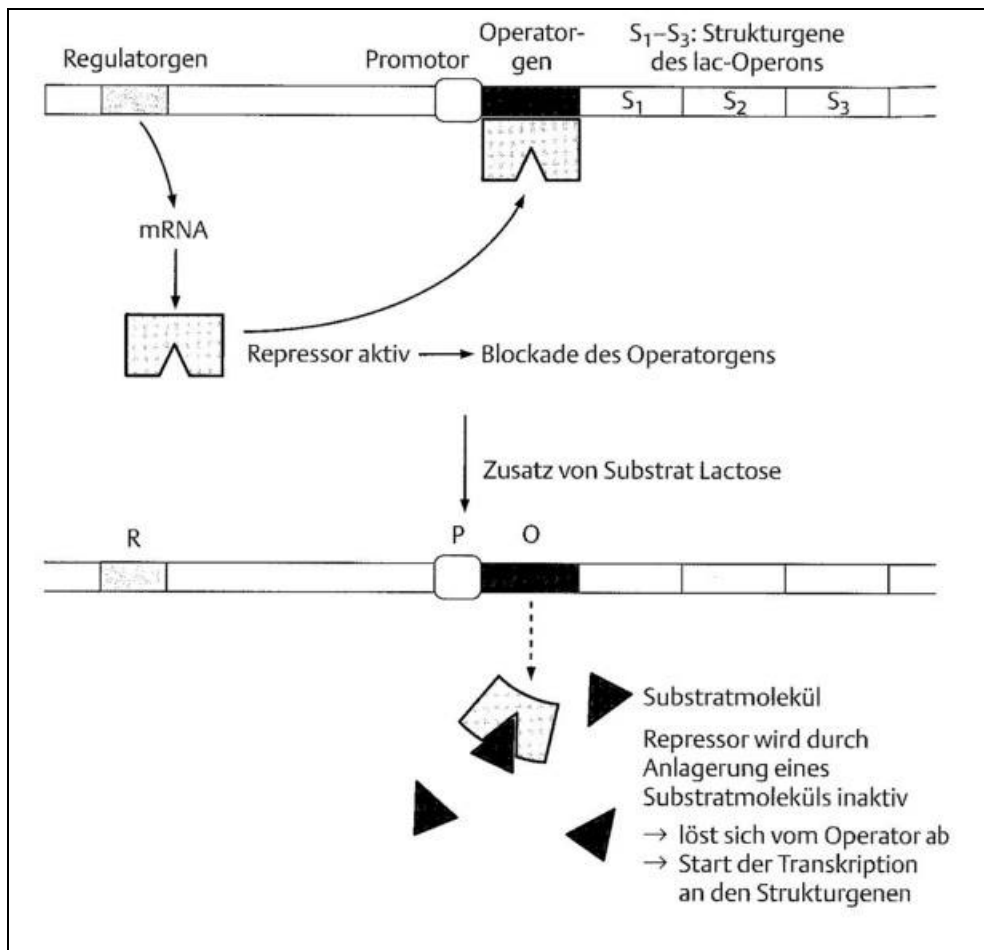 Regulatorgen
Promotor
Operator-
gen
S₁–S₃: Strukturgene
des lac-Operons
S₁
S₂
S₃
mRNA
Repressor aktiv → Blockade des Operatorgens
Zusatz von Substrat Lactose
R
P
O
Substratmolekül
Repressor wird durch
Anlagerung eines
Substratmoleküls inaktiv
→ löst sich vom Operator ab
→ Start der Transkription
an den Strukturgenen